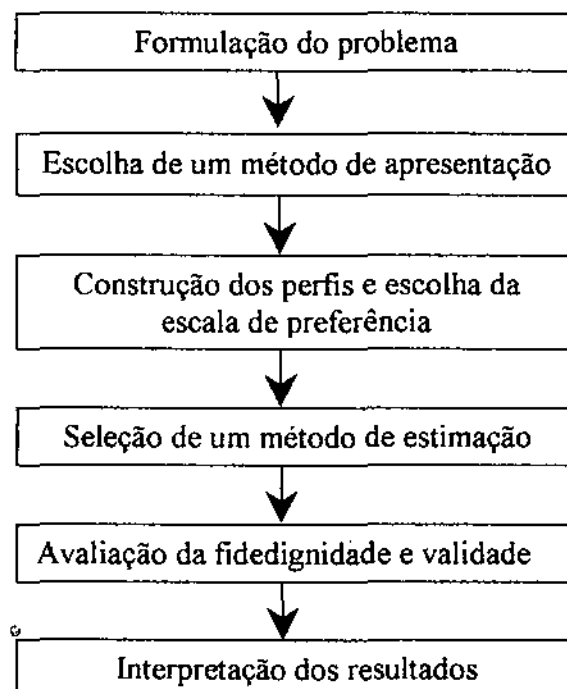 Formulação do problema
Escolha de um método de apresentação
Construção dos perfis e escolha da
escala de preferência
Seleção de um método de estimação
Avaliação da fidedignidade e validade
Interpretação dos resultados